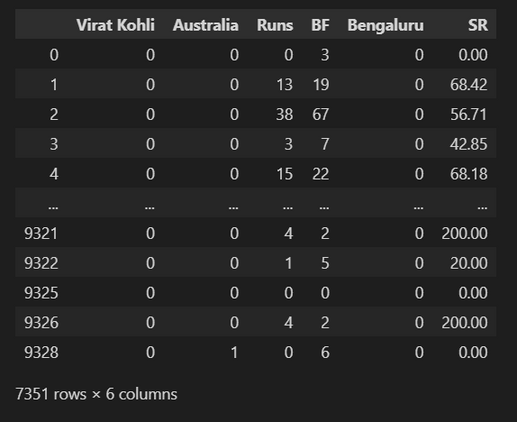 Virat Kohli Australia Runs BF Bengaluru SR
0 0 0 0 3 0 0.00
1 0 0 13 19 0 68.42
2 0 0 38 67 0 56.71
3 0 0 3 7 0 42.85
4 0 0 15 22 0 68.18
... ... ... ... ... ... ...
9321 0 0 4 2 0 200.00
9322 0 0 1 5 0 20.00
9325 0 0 0 0 0 0.00
9326 0 0 4 2 0 200.00
9328 0 1 0 6 0 0.00
7351 rows × 6 columns